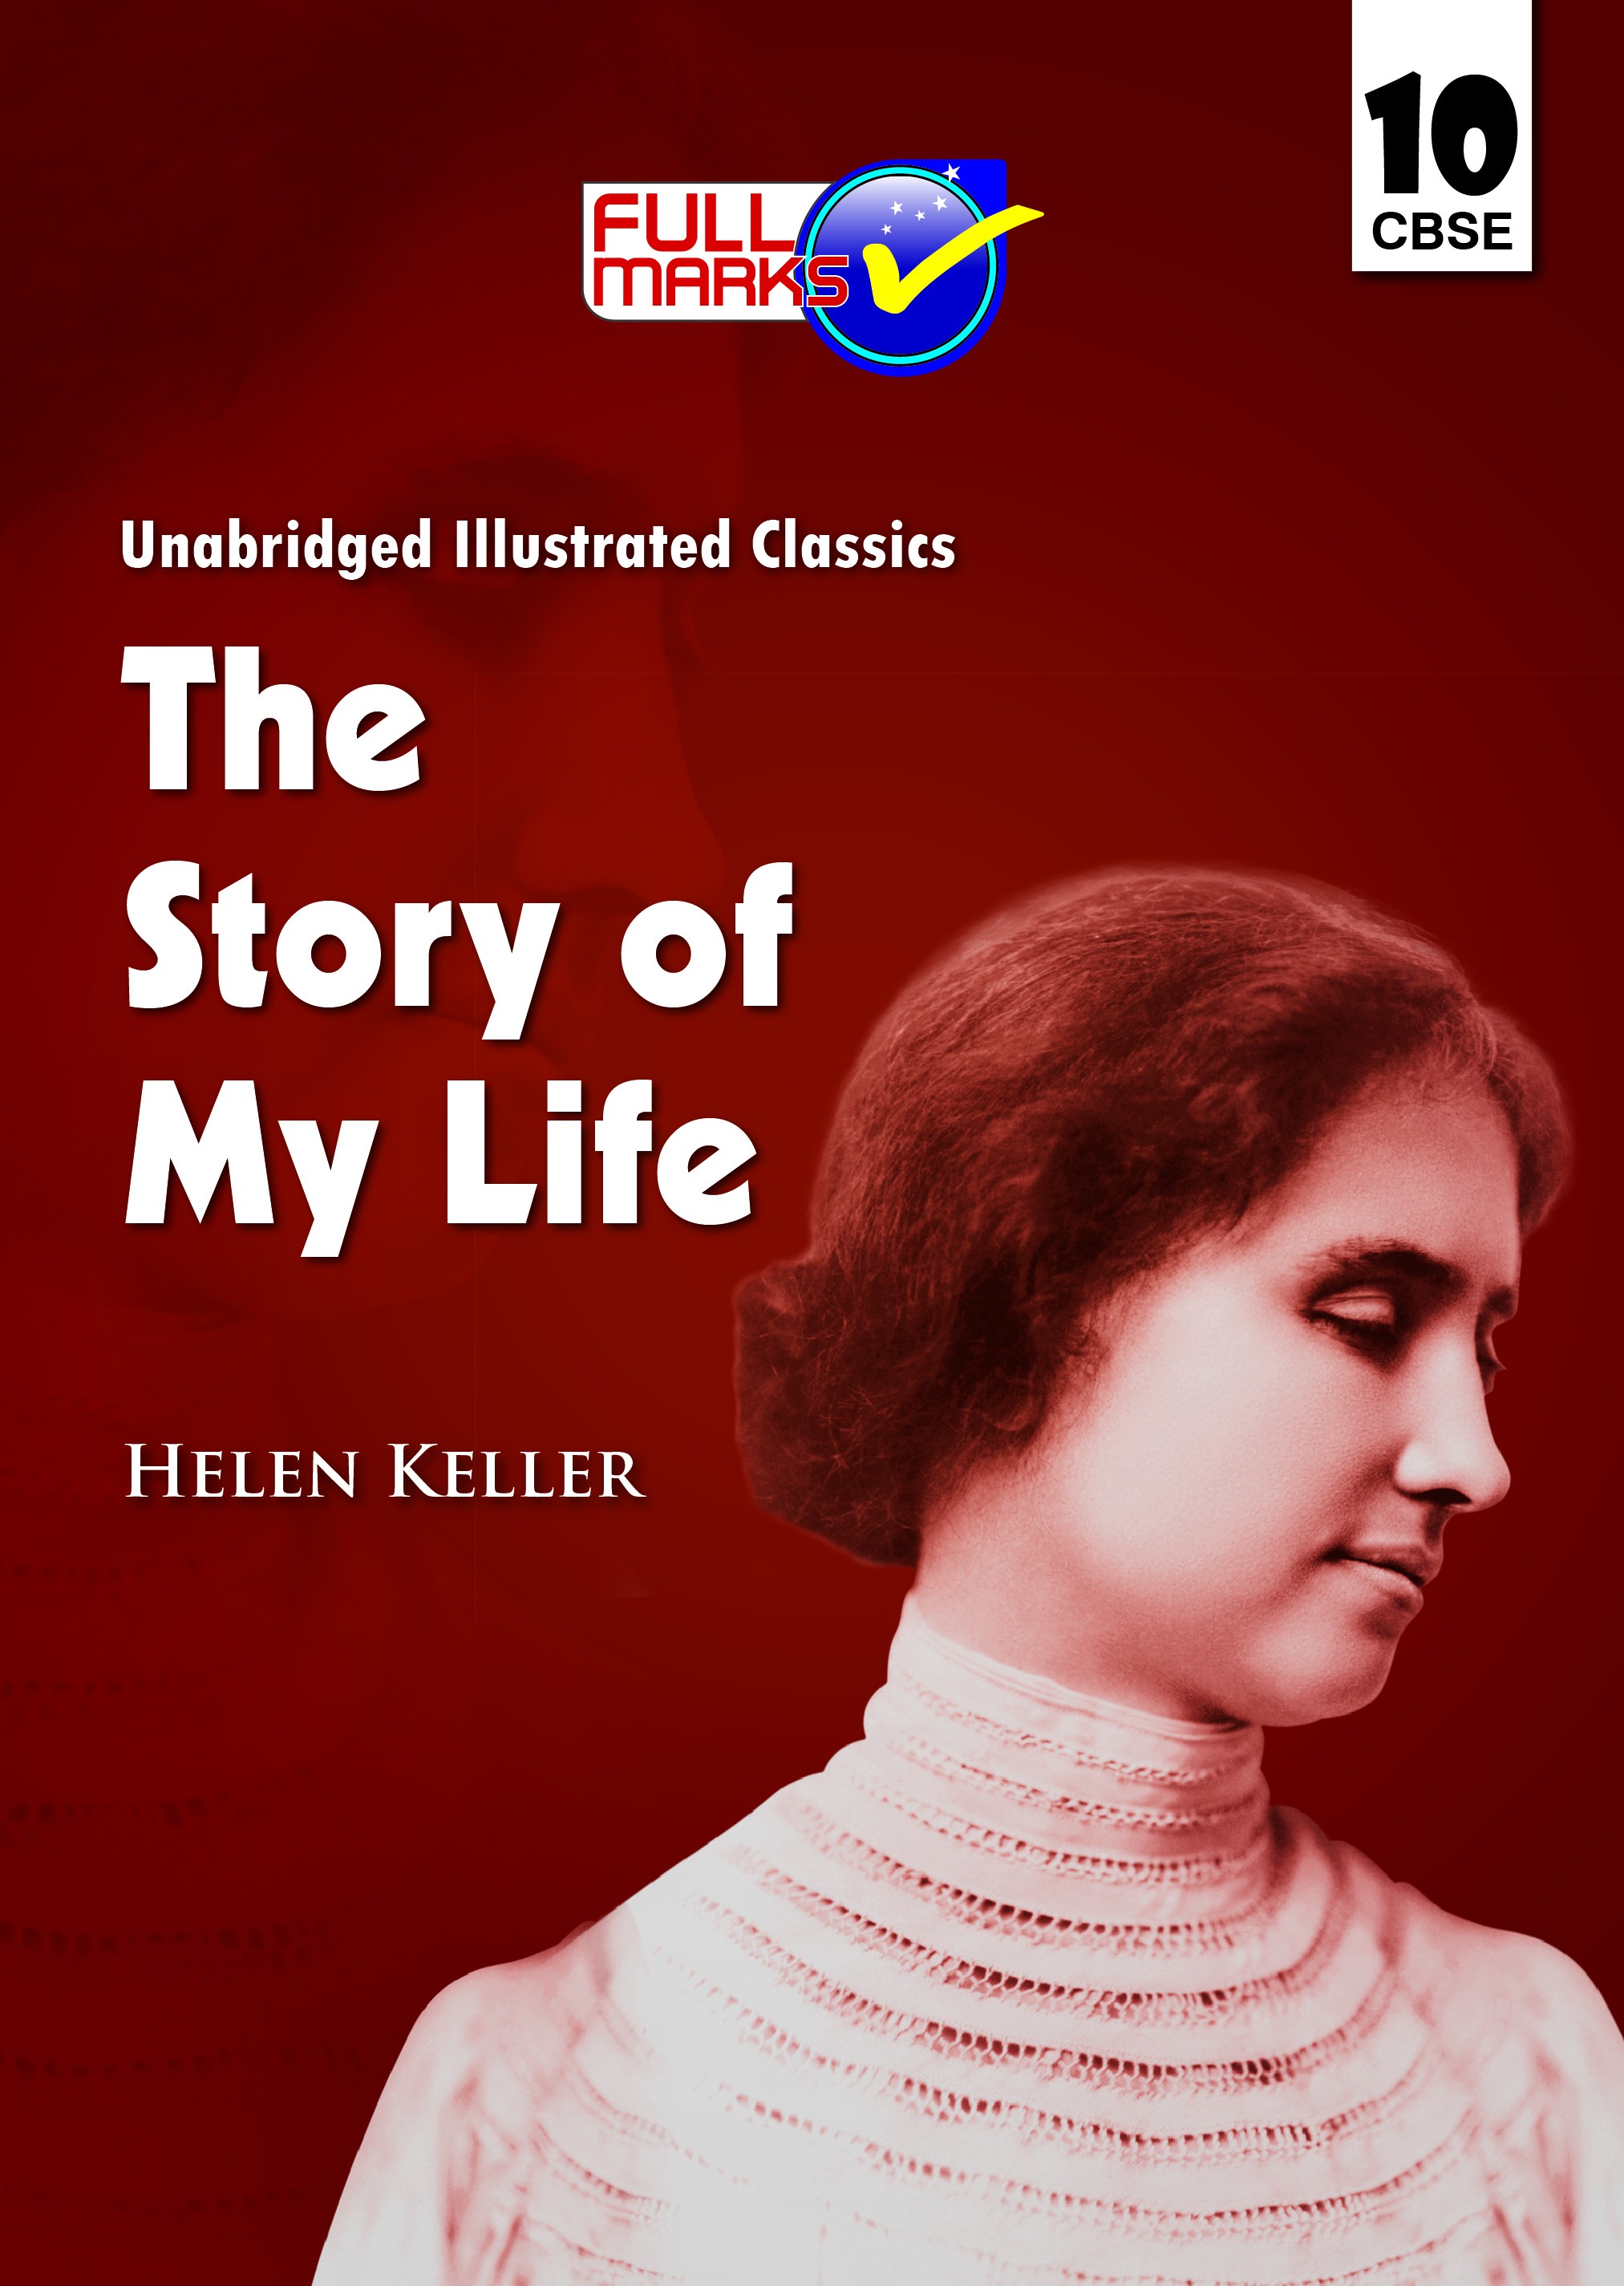 10
CBSE
FULL
MARKS
Unabridged Illustrated Classics
The
Story of
My Life
HELEN KELLER